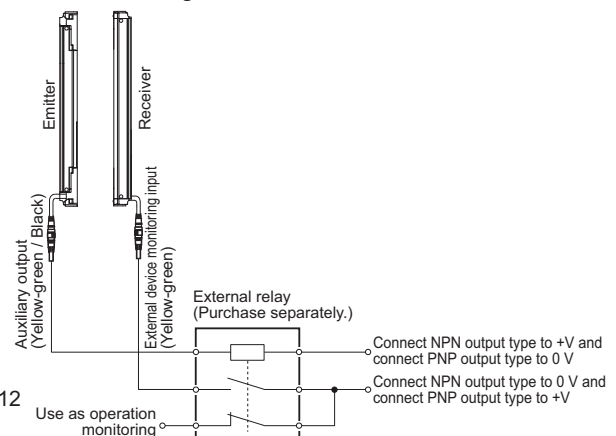 Emitter
Receiver
Auxiliary output
(Yellow-green / Black)
External device monitoring input
(Yellow-green)
External relay
(Purchase separately.)
Connect NPN output type to +V and
connect PNP output type to 0 V
Connect NPN output type to 0 V and
connect PNP output type to +V
12
Use as operation
monitoring